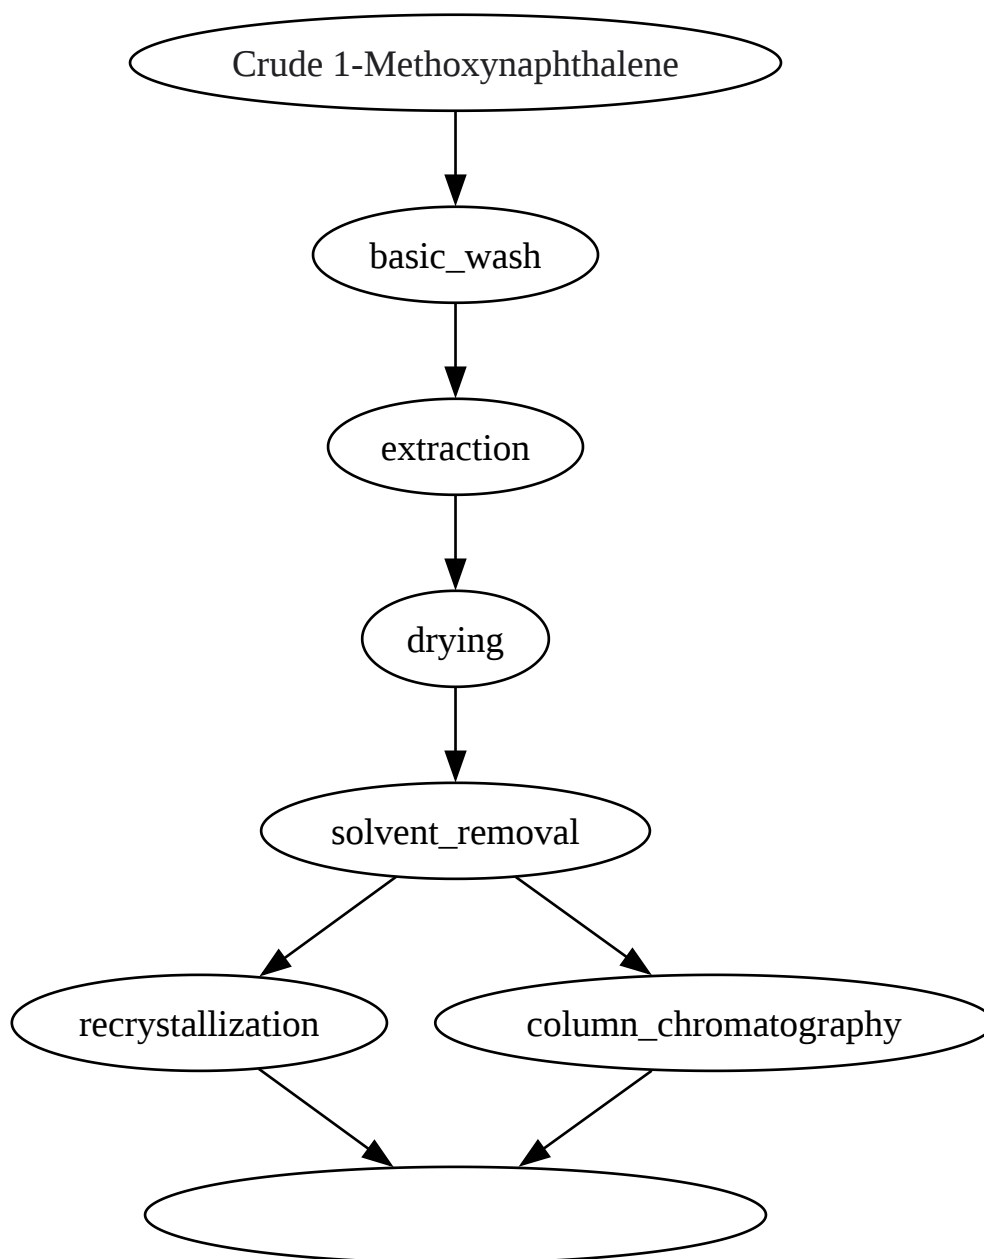 Crude 1-Methoxynaphthalene
basic_wash
extraction
drying
solvent_removal
recrystallization
column_chromatography